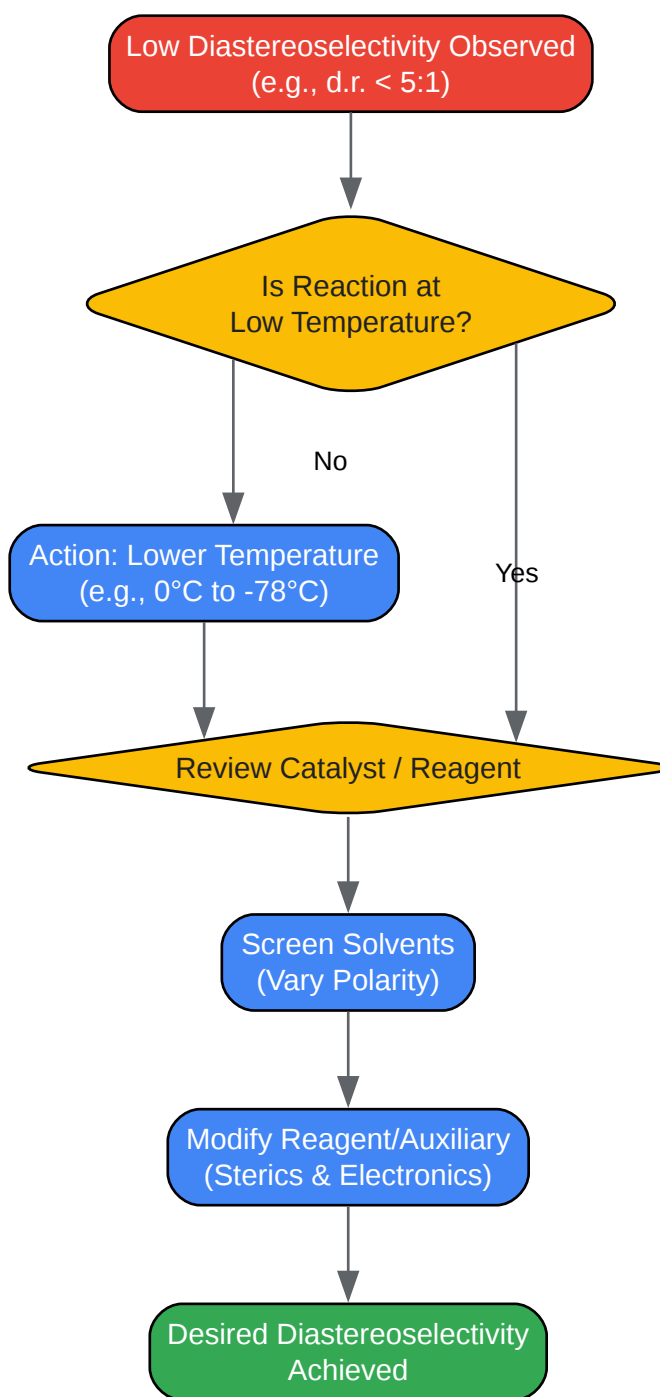 Low Diastereoselectivity Observed
(e.g., d.r. < 5:1)
Is Reaction at
Low Temperature?
No
Action: Lower Temperature
(e.g., 0°C to -78°C)
Yes
Review Catalyst / Reagent
Screen Solvents
(Vary Polarity)
Modify Reagent/Auxiliary
(Sterics & Electronics)
Desired Diastereoselectivity
Achieved